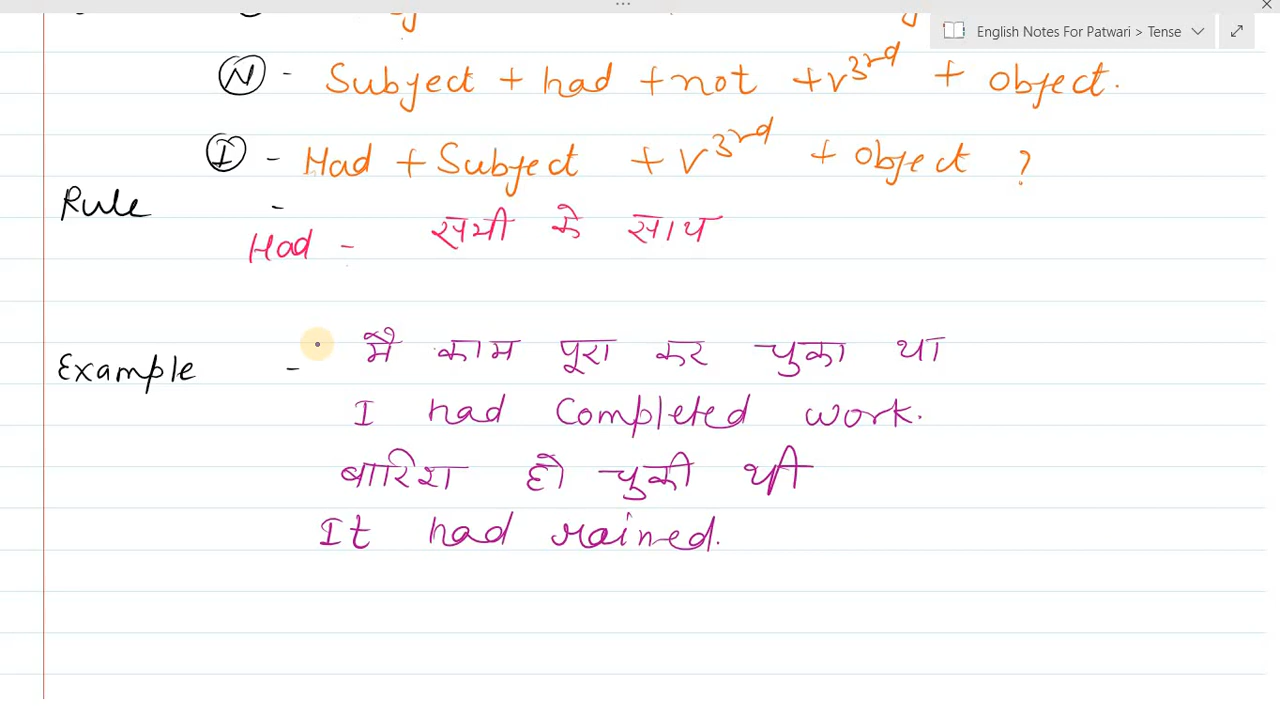 English Notes For Patwari > Tense
N - Subject + had + not + v3rd + Object.
I - Had + Subject + v3rd + Object ?
Rule -
Had - सभी के साथ
Example - मै काम पूरा कर चुका था
I had Completed work.
बारिश हो चुकी थी
It had rained.